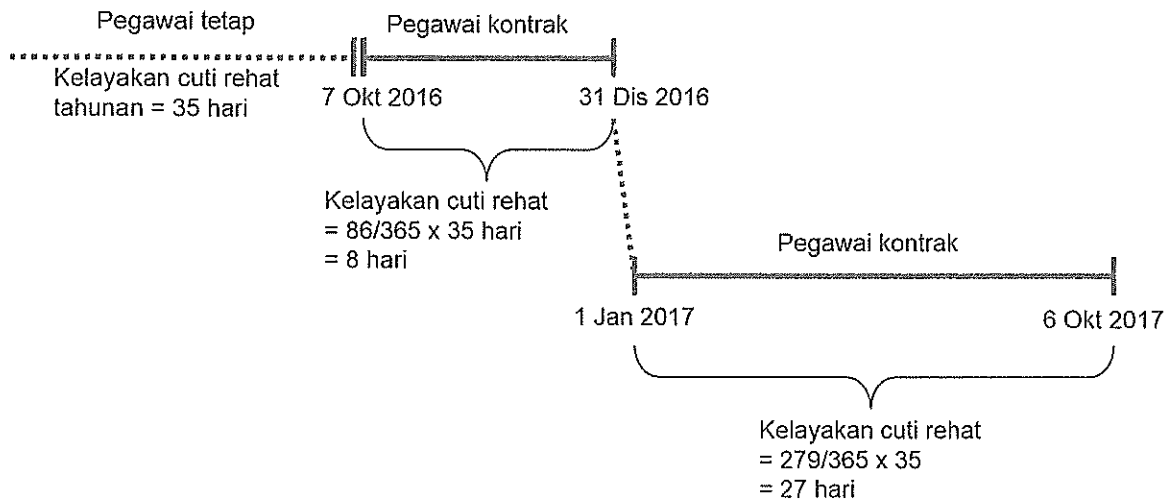 Pegawai tetap
Pegawai kontrak
Kelayakan cuti rehat
tahunan = 35 hari
7 Okt 2016
31 Dis 2016
Kelayakan cuti rehat
= 86/365 x 35 hari
= 8 hari
Pegawai kontrak
1 Jan 2017
6 Okt 2017
Kelayakan cuti rehat
= 279/365 x 35
= 27 hari